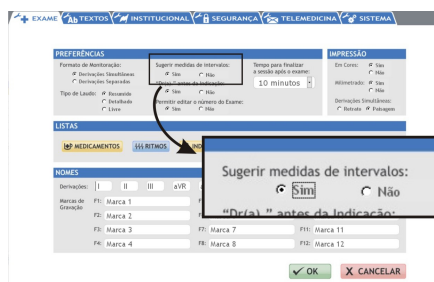 EXAME TEXTOS INSTITUCIONAL SEGURANÇA TELEMEDICINA SISTEMA
PREFERÊNCIAS
Formato de Monitoração:
Derivações Simultâneas
Derivações Separadas
Tipo de Laudo: Resumido
Detalhado
Livre
Sugerir medidas de intervalos:
Sim Não
"Dr(a)." antes da Indicação:
Sim Não
Permitir editar o número do Exame:
Sim Não
Tempo para finalizar
a sessão após o exame:
10 minutos
IMPRESSÃO
Em Cores: Sim
Não
Milimetrado: Sim
Não
Derivações Simultâneas:
Retrato Paisagem
LISTAS
MEDICAMENTOS RITMOS IND
Sugerir medidas de intervalos:
Sim Não
"Dr(a)." antes da Indicação:
NOMES
Derivações: I II III aVR
Marcas de
Gravação
F1: Marca 1
F2: Marca 2
F3: Marca 3 F7: Marca 7 F11: Marca 11
F4: Marca 4 F8: Marca 8 F12: Marca 12
OK X CANCELAR